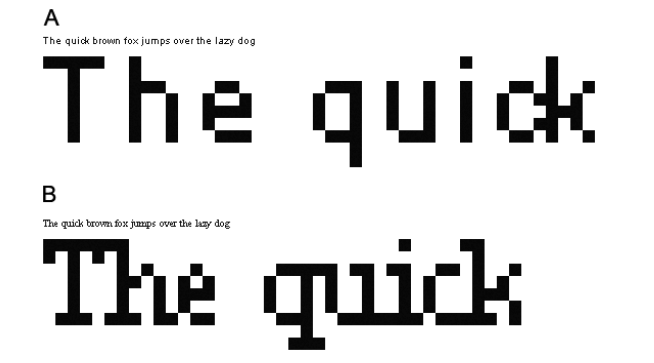 A
The quick brown fox jumps over the lazy dog
The quick
B
The quick brown fox jumps over the lazy dog
The quick